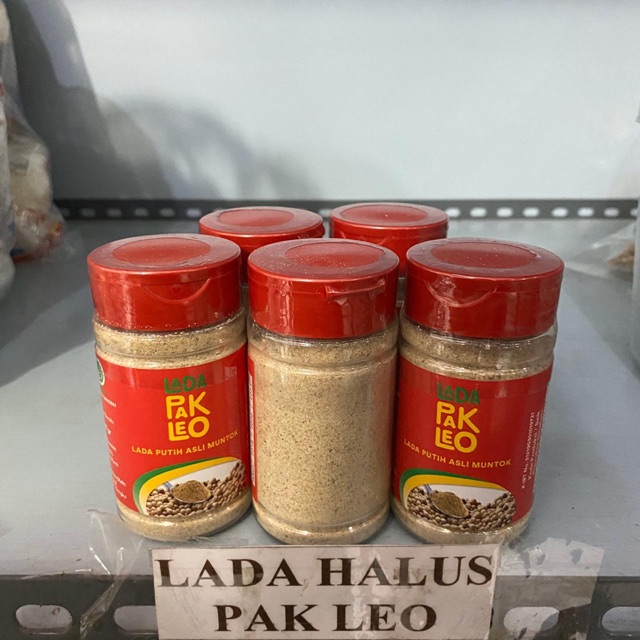 LADA
PAK
LEO
LADA PUTIH ASLI MUNTOK
LADA
PAK
LEO
LADA PUTIH ASLI MUNTOK
LADA HALUS
PAK LEO